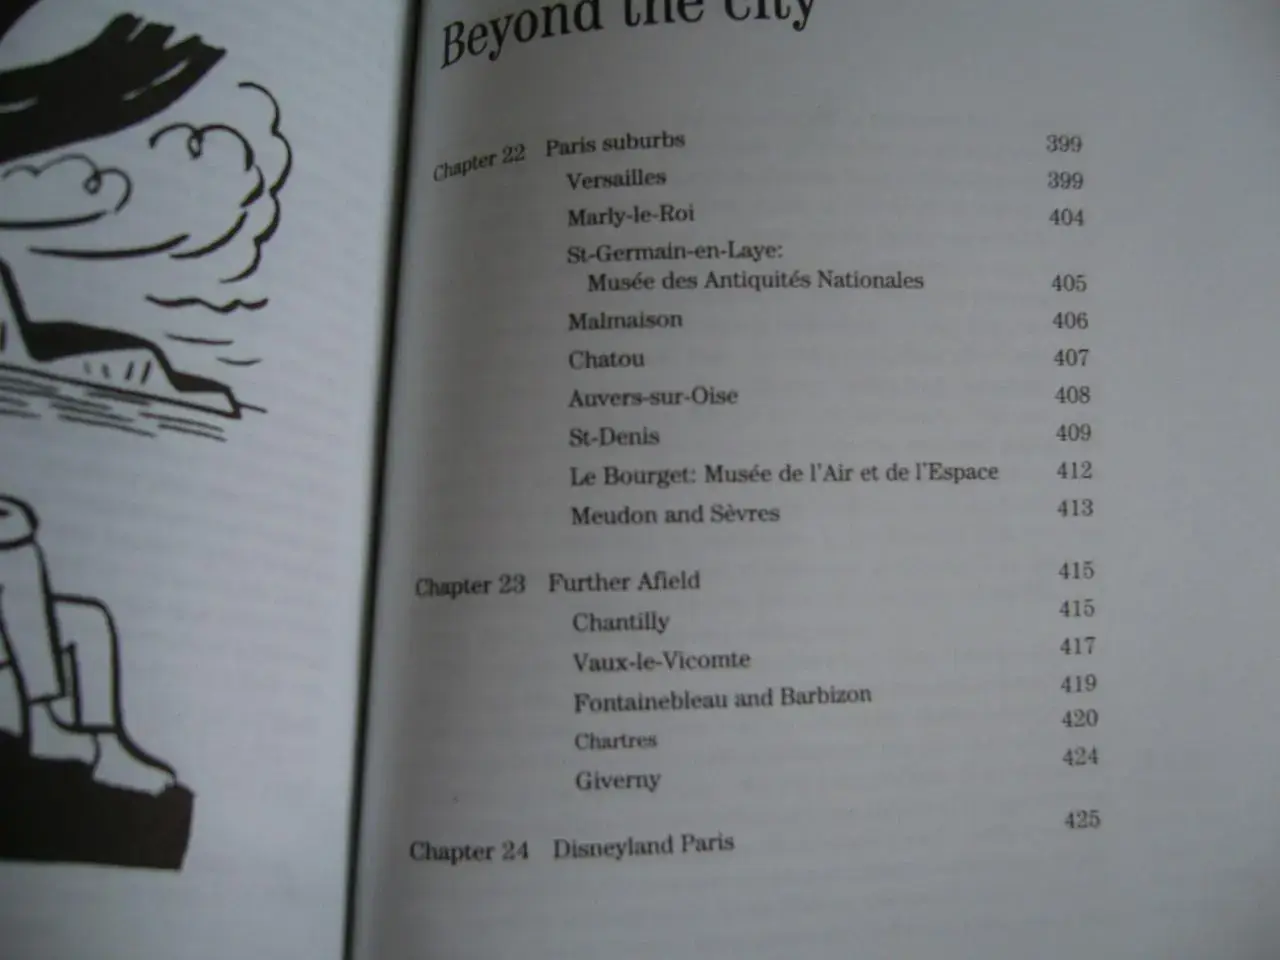 Beyond the City
Chapter 22 Paris suburbs 399
Versailles 399
Marly-le-Roi 404
St-Germain-en-Laye:
Musée des Antiquités Nationales 405
Malmaison 406
Chatou 407
Auvers-sur-Oise 408
St-Denis 409
Le Bourget: Musée de l'Air et de l'Espace 412
Meudon and Sèvres 413
Chapter 23 Further Afield 415
Chantilly 415
Vaux-le-Vicomte 417
Fontainebleau and Barbizon 419
Chartres 420
Giverny 424
Chapter 24 Disneyland Paris 425